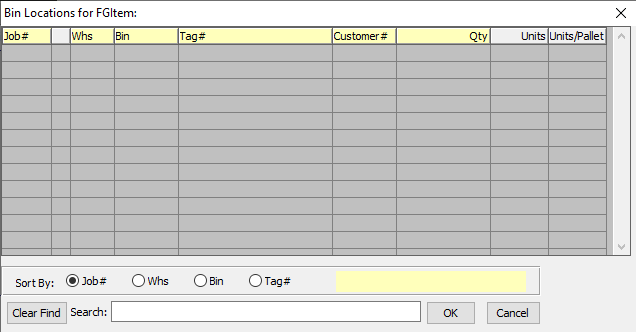 Bin Locations for FGItem:
Job# Whs Bin Tag# Customer# Qty Units Units/Pallet
Sort By: Job# Whs Bin Tag#
Clear Find Search: OK Cancel